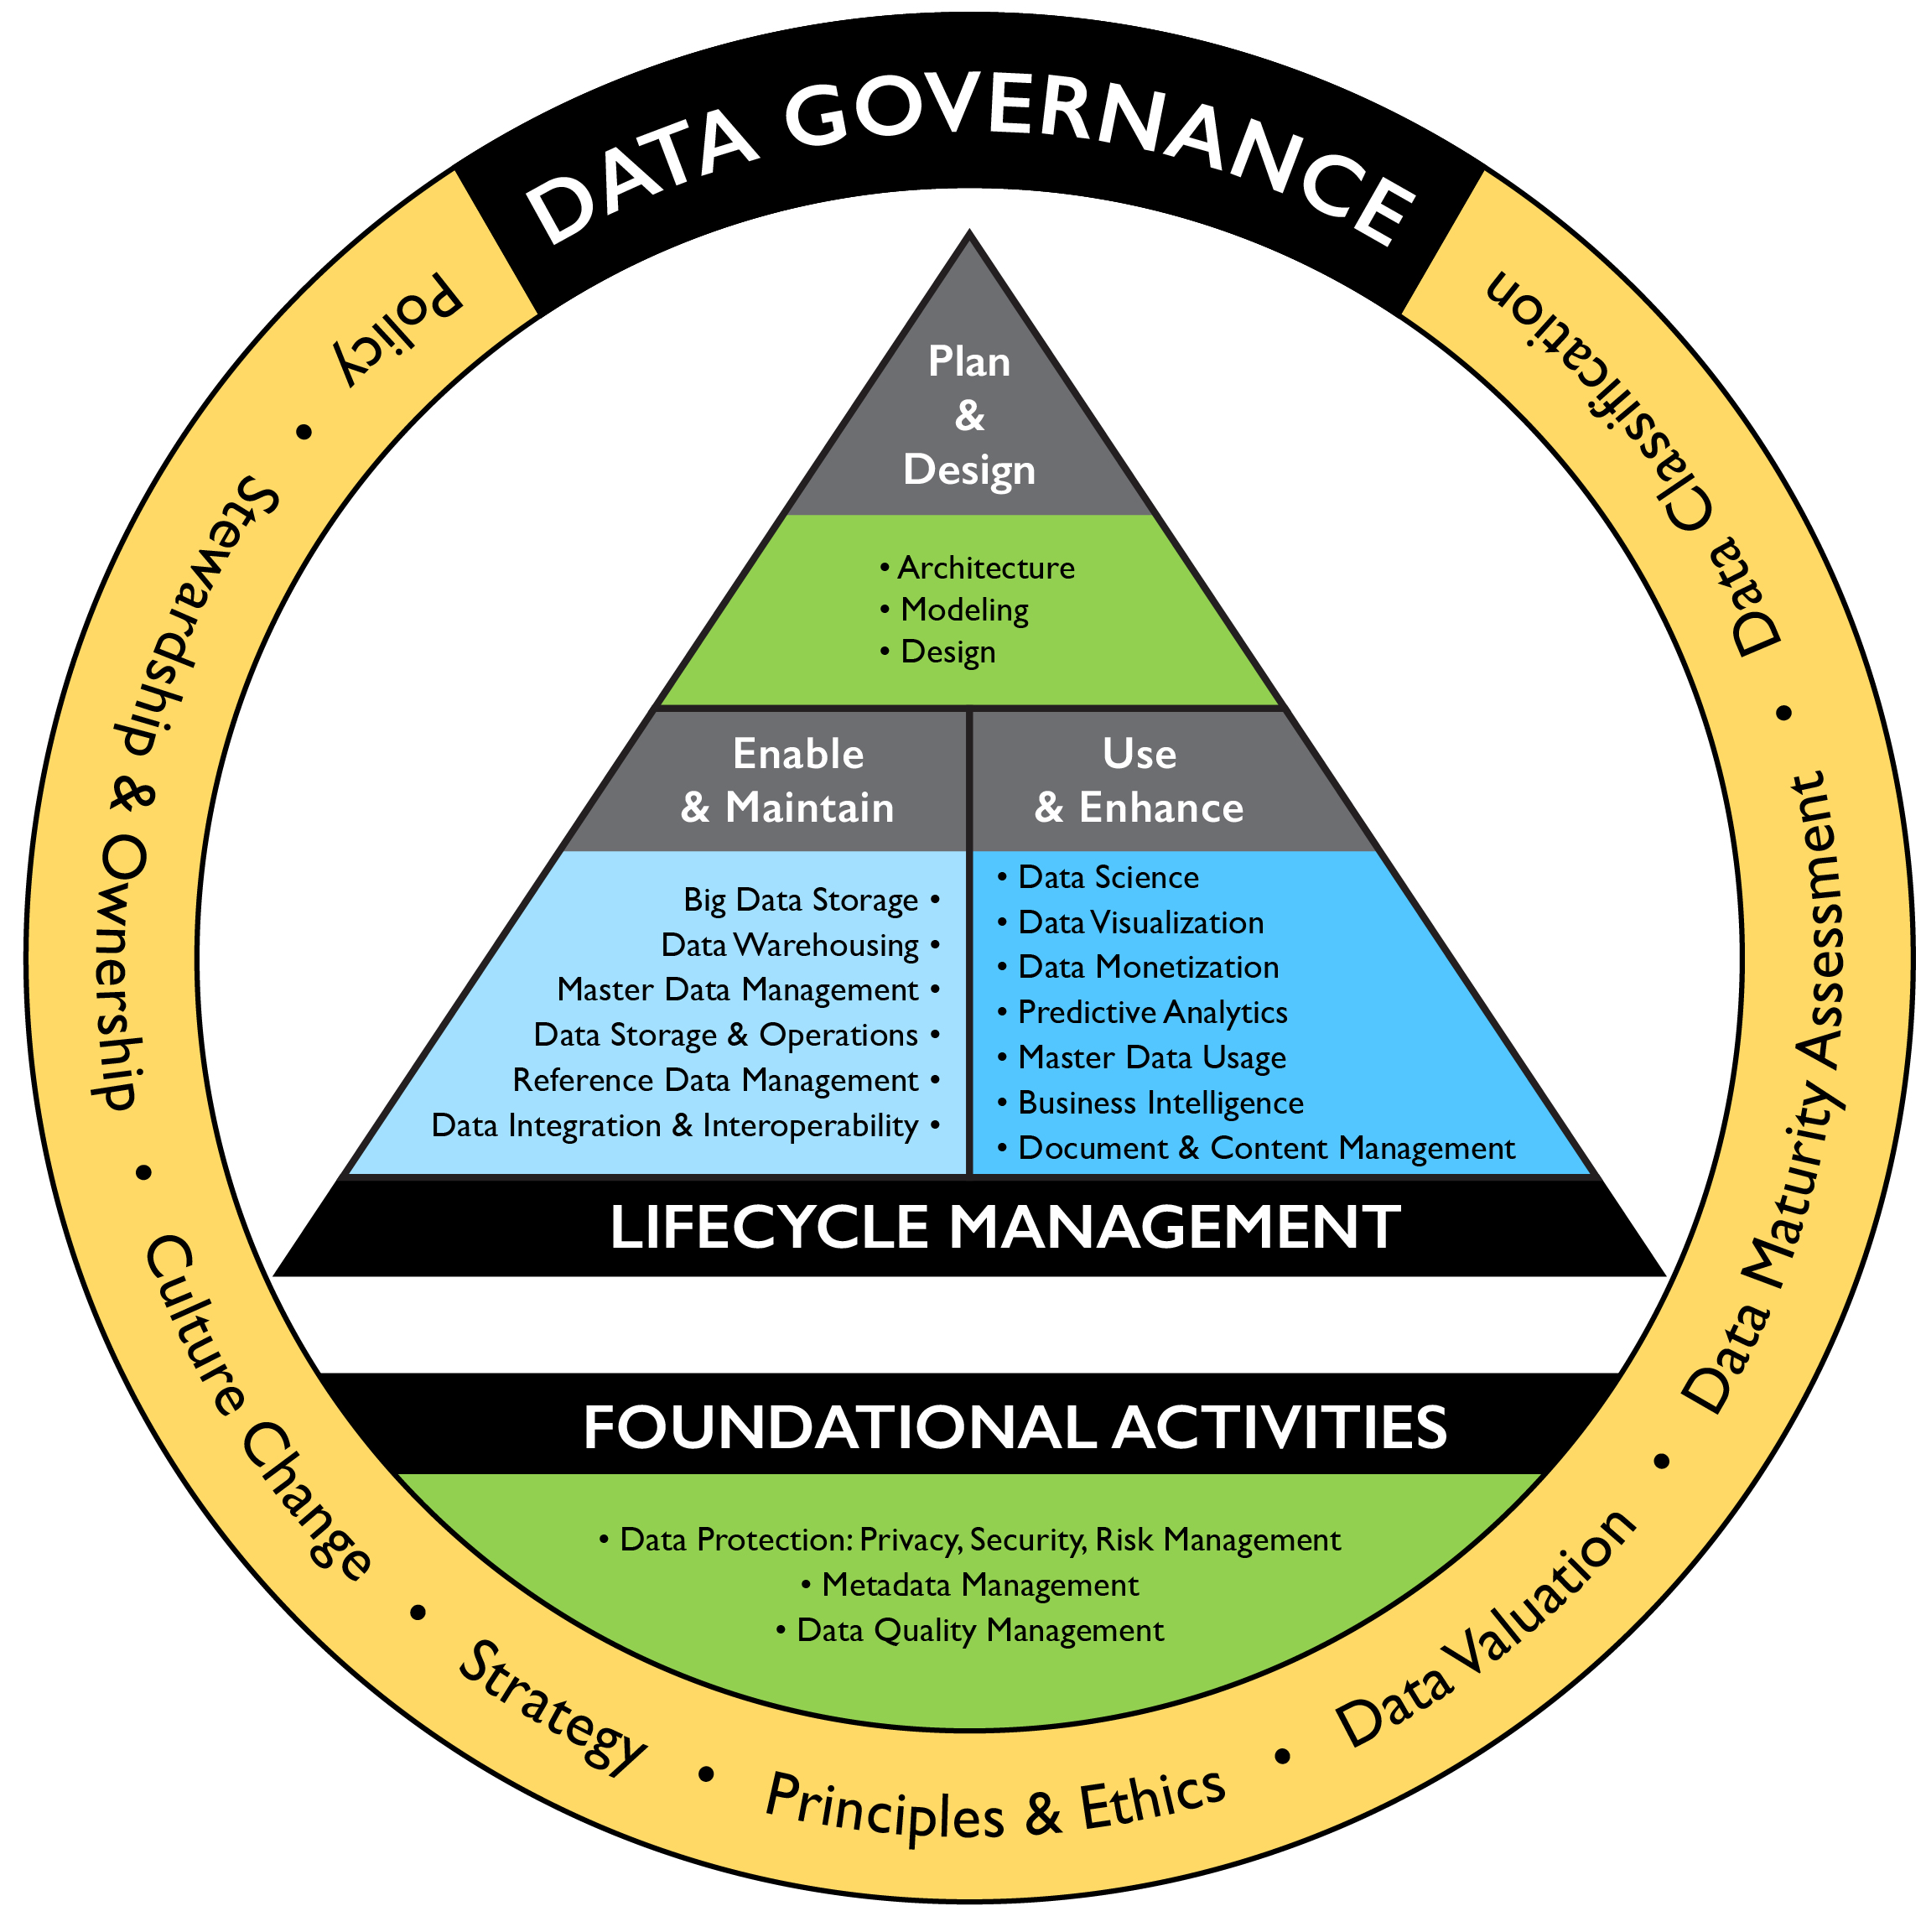 DATA GOVERNANCE
Policy • Stewardship & Ownership • Culture Change • Strategy • Principles & Ethics • Data Valuation • Data Maturity Assessment • Data Classification
Plan
&
Design
• Architecture
• Modeling
• Design
Enable
& Maintain
Big Data Storage •
Data Warehousing •
Master Data Management •
Data Storage & Operations •
Reference Data Management •
Data Integration & Interoperability •
Use
& Enhance
• Data Science
• Data Visualization
• Data Monetization
• Predictive Analytics
• Master Data Usage
• Business Intelligence
• Document & Content Management
LIFECYCLE MANAGEMENT
FOUNDATIONAL ACTIVITIES
• Data Protection: Privacy, Security, Risk Management
• Metadata Management
• Data Quality Management